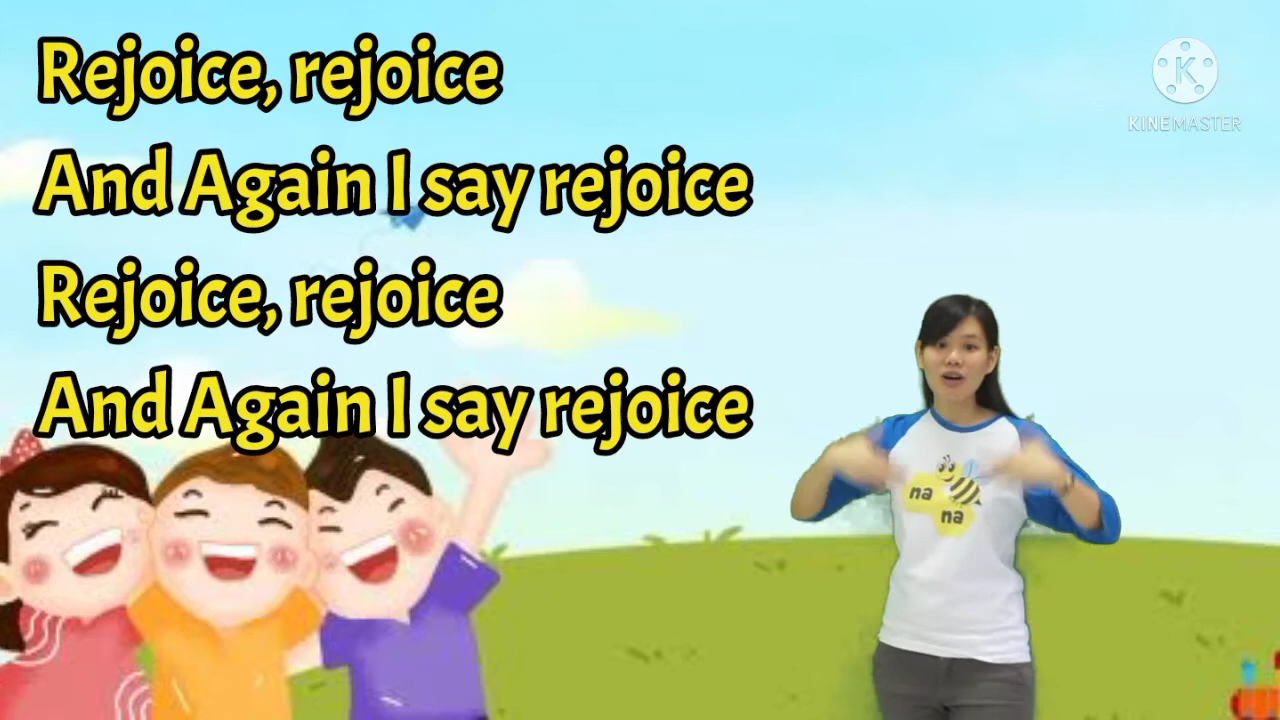 Rejoice, rejoice
And Again I say rejoice
Rejoice, rejoice
And Again I say rejoice
K
KINEMASTER
na
na